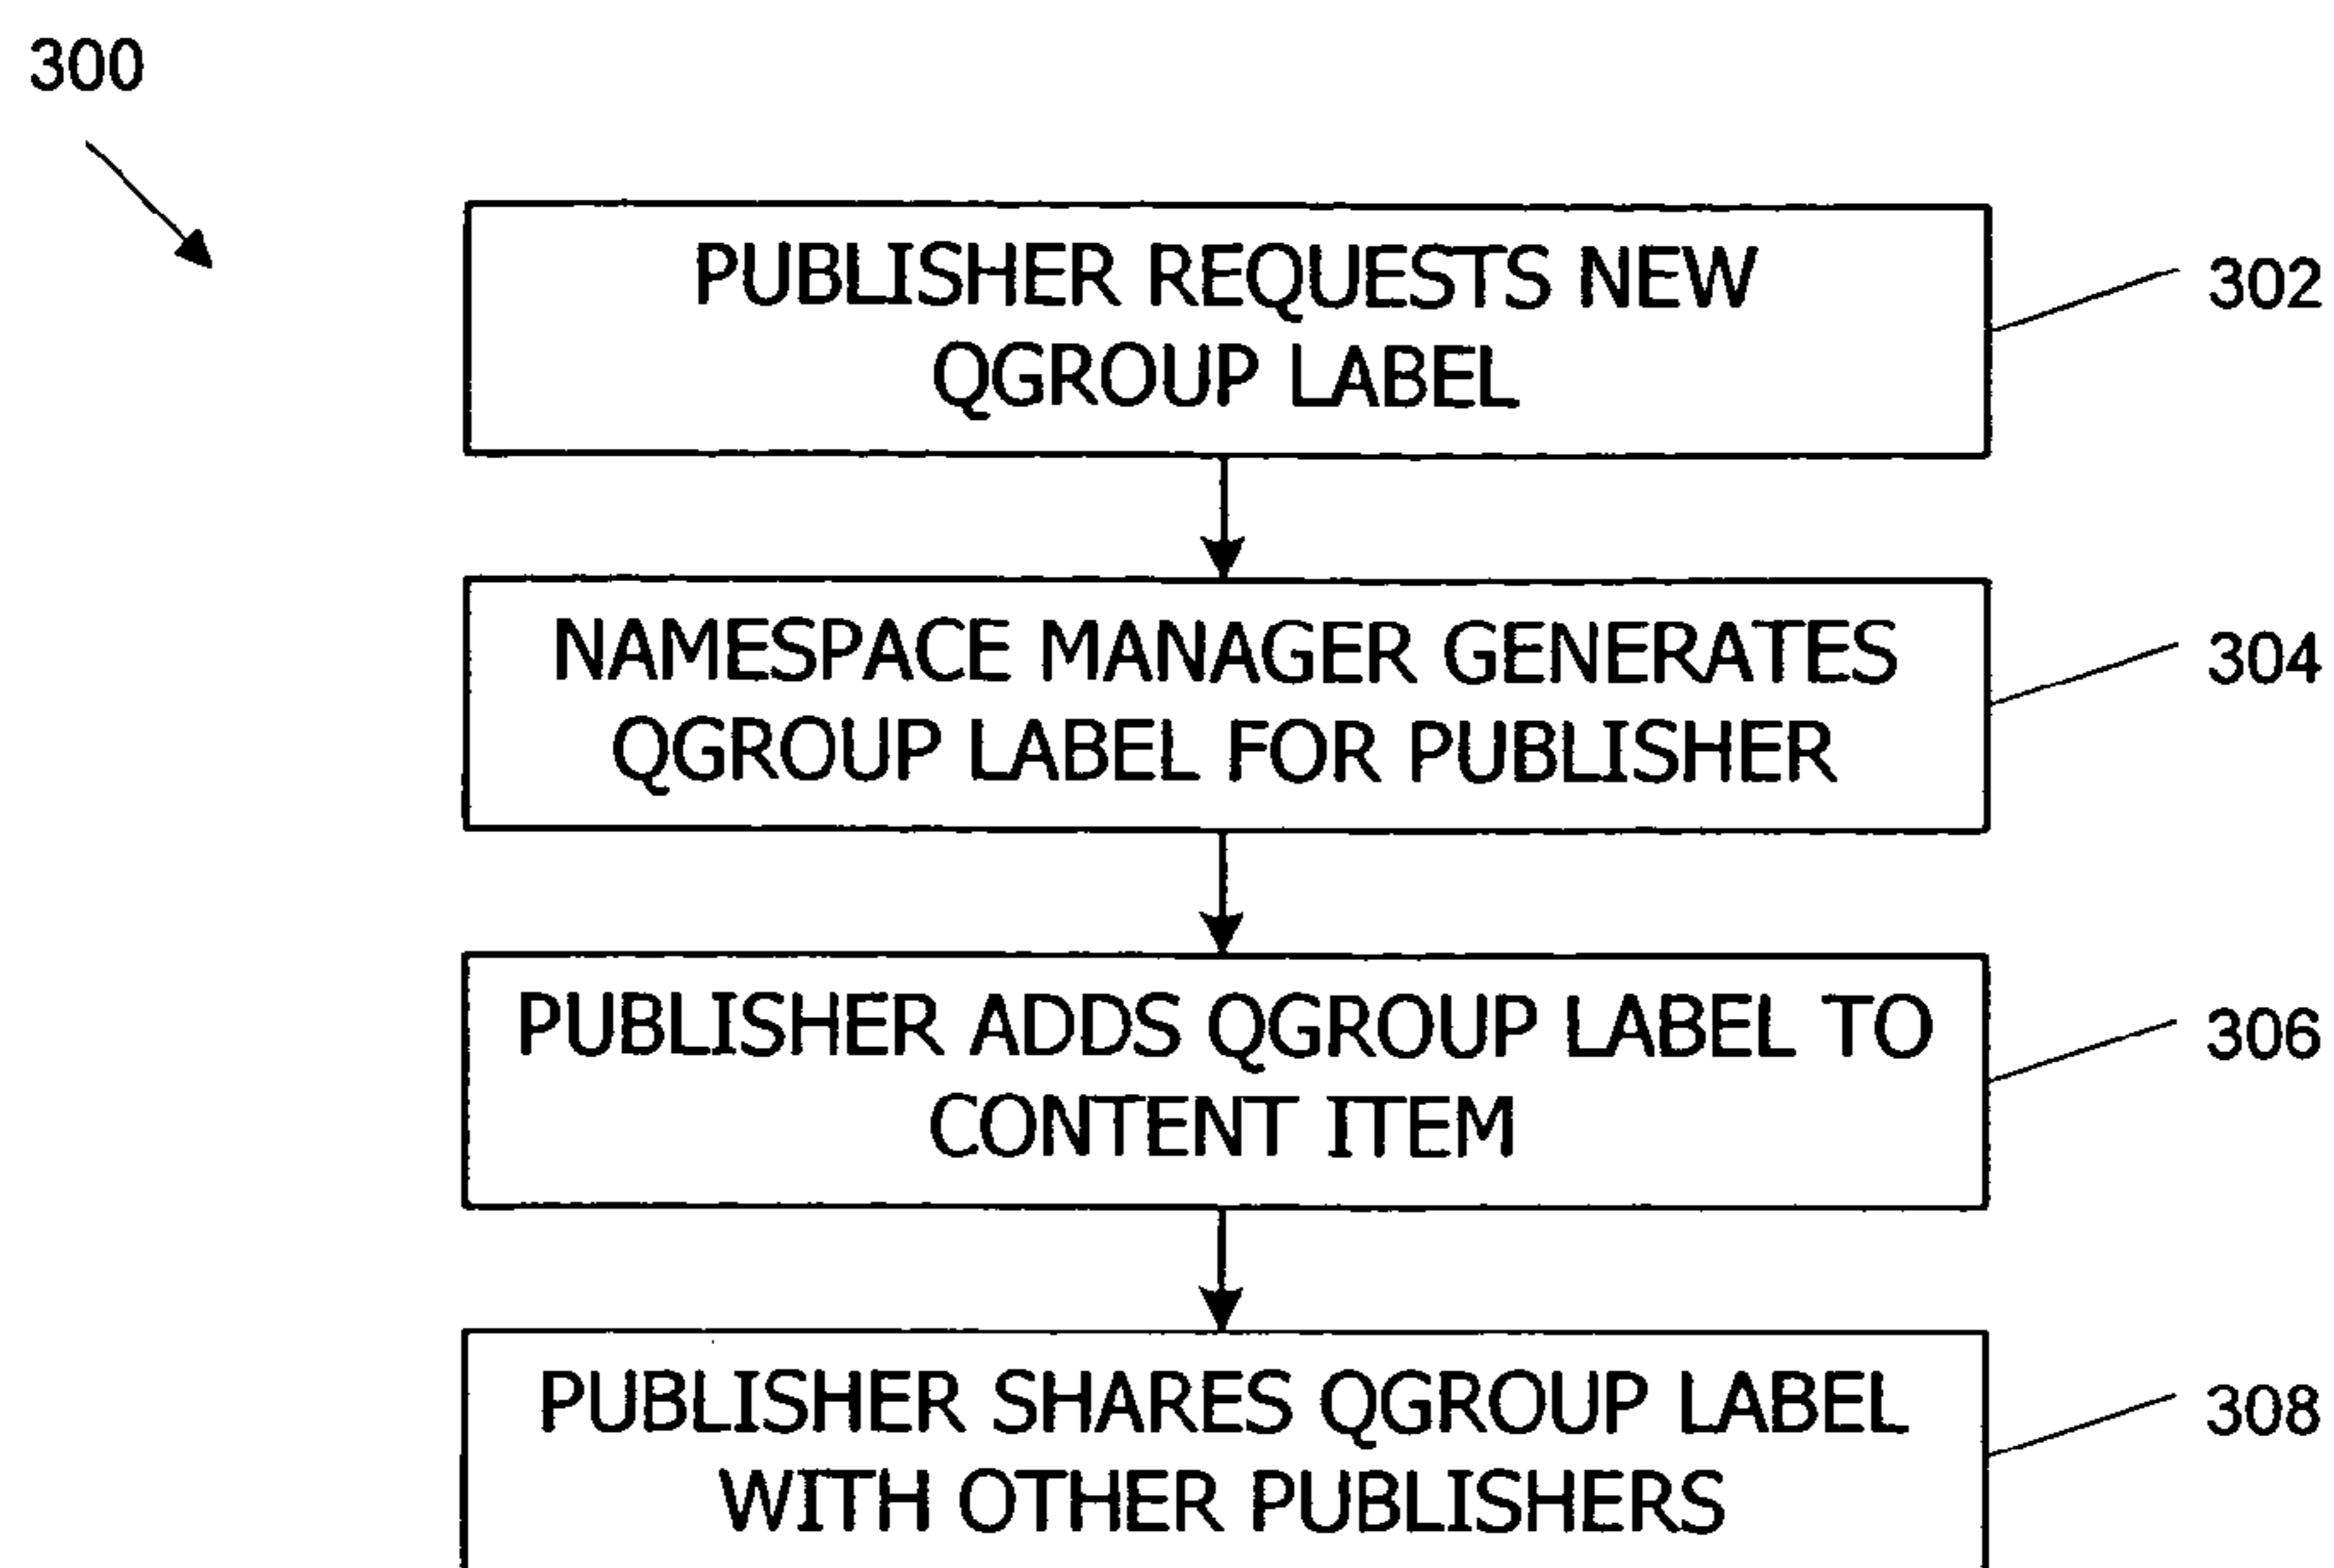 300
PUBLISHER REQUESTS NEW
QGROUP LABEL
302
NAMESPACE MANAGER GENERATES
QGROUP LABEL FOR PUBLISHER
304
PUBLISHER ADDS QGROUP LABEL TO
CONTENT ITEM
306
PUBLISHER SHARES QGROUP LABEL
WITH OTHER PUBLISHERS
308